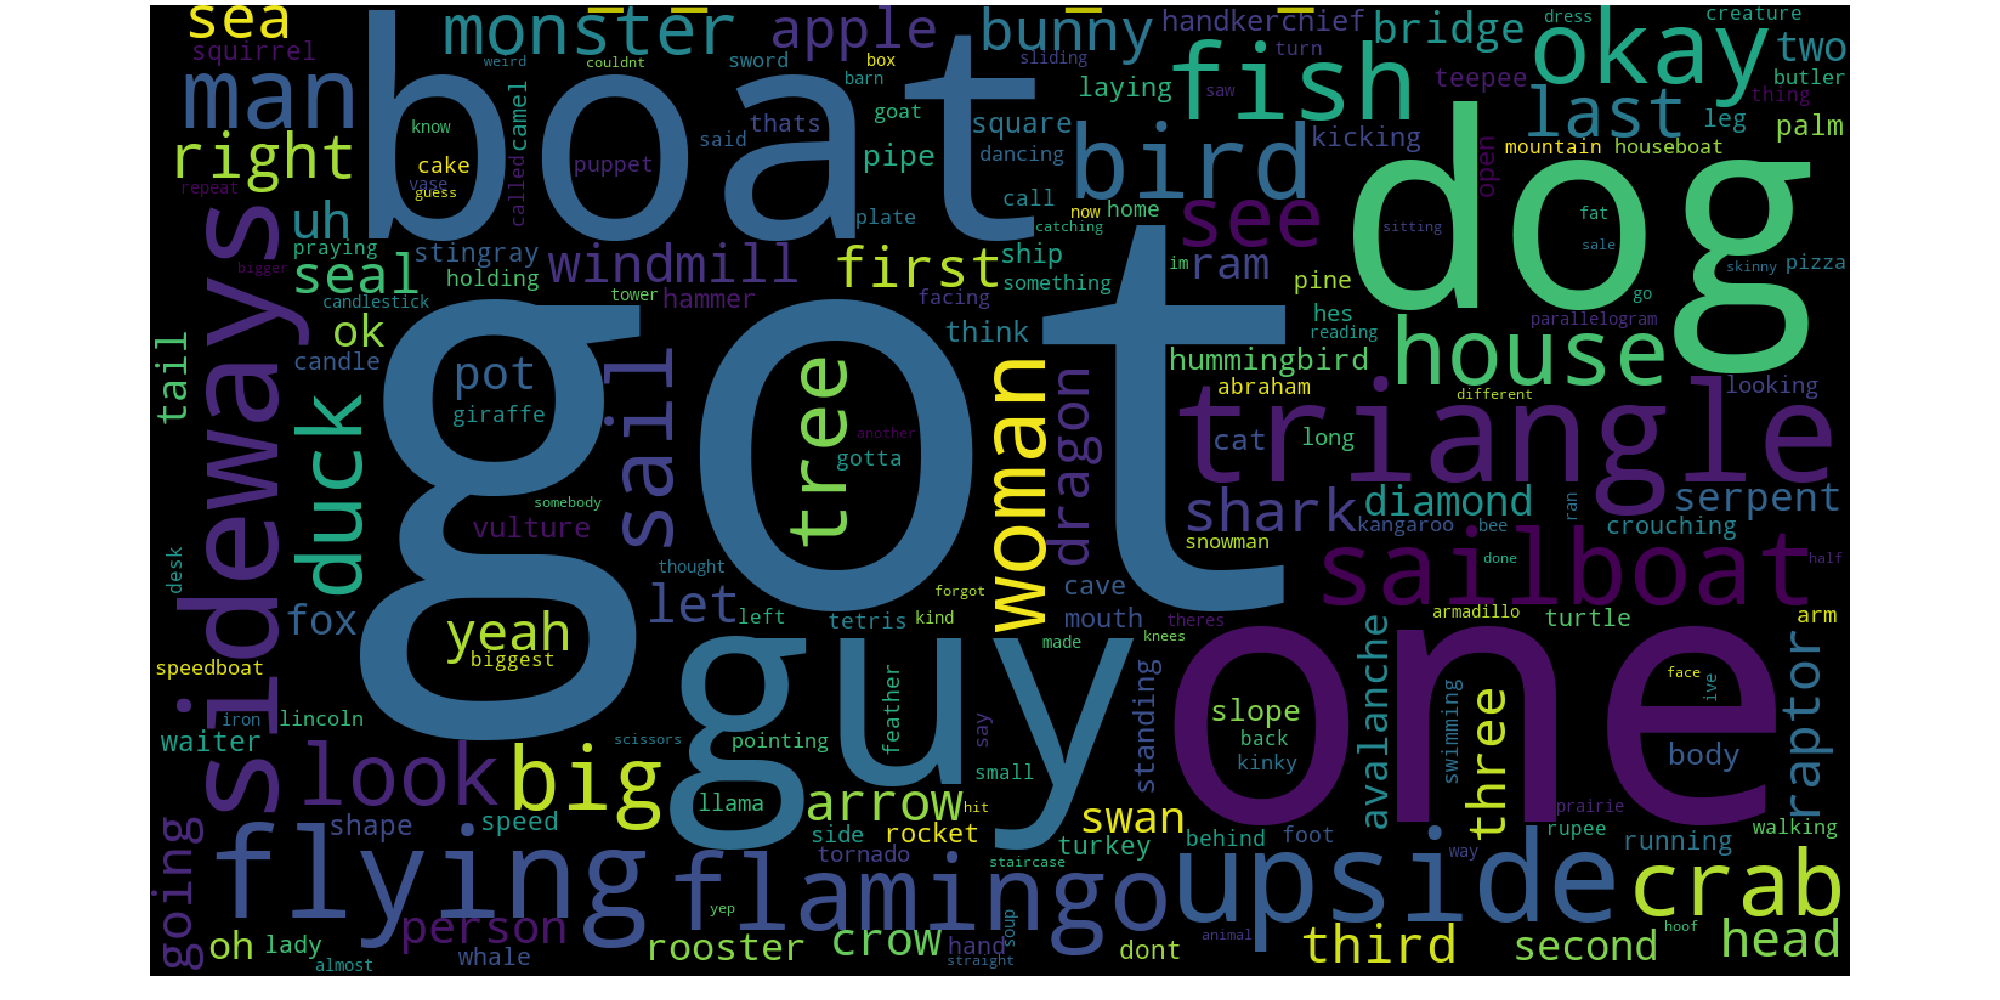 sea
monster
apple
bunny
handkerchief
bridge
dress
creature
okay
two
squirrel
weird
couldnt
sword
box
sliding
turn
fish
teepee
butler
man
boat
know
camel
barn
goat
laying
saw
thing
last
leg
palm
right
cake
said
thats
square
bird
kicking
mountain
houseboat
puppet
pipe
dancing
open
dog
repeat
vase
guess
called
plate
call
now
home
see
fat
sideways
uh
catching
sitting
sale
praying
stingray
windmill
first
ship
ram
im
pine
skinny
pizza
bigger
seal
holding
something
candlestick
tower
hammer
facing
go
ok
think
hes
house
parallelogram
reading
tail
candle
pot
got
sail
tree
woman
dragon
hummingbird
abraham
different
looking
duck
giraffe
another
gotta
cat
long
triangle
somebody
vulture
shark
kangaroo
diamond
bee
ran
serpent
crouching
snowman
desk
thought
done
sailboat
half
fox
let
left
forgot
cave
mouth
theres
armadillo
turtle
arm
yeah
biggest
tetris
kind
made
knees
guy
one
speedboat
face
ive
iron
lincoln
feather
standing
slope
avalanche
swimming
three
raptor
waiter
scissors
pointing
say
back
kinky
body
look
big
llama
small
arrow
hit
swan
prairie
going
shape
speed
side
rocket
turkey
behind
foot
rupee
running
walking
flying
tornado
staircase
flamingo
upside
way
crab
person
yep
soup
hoof
oh
lady
almost
whale
rooster
crow
hand
straight
dont
animal
third
second
head